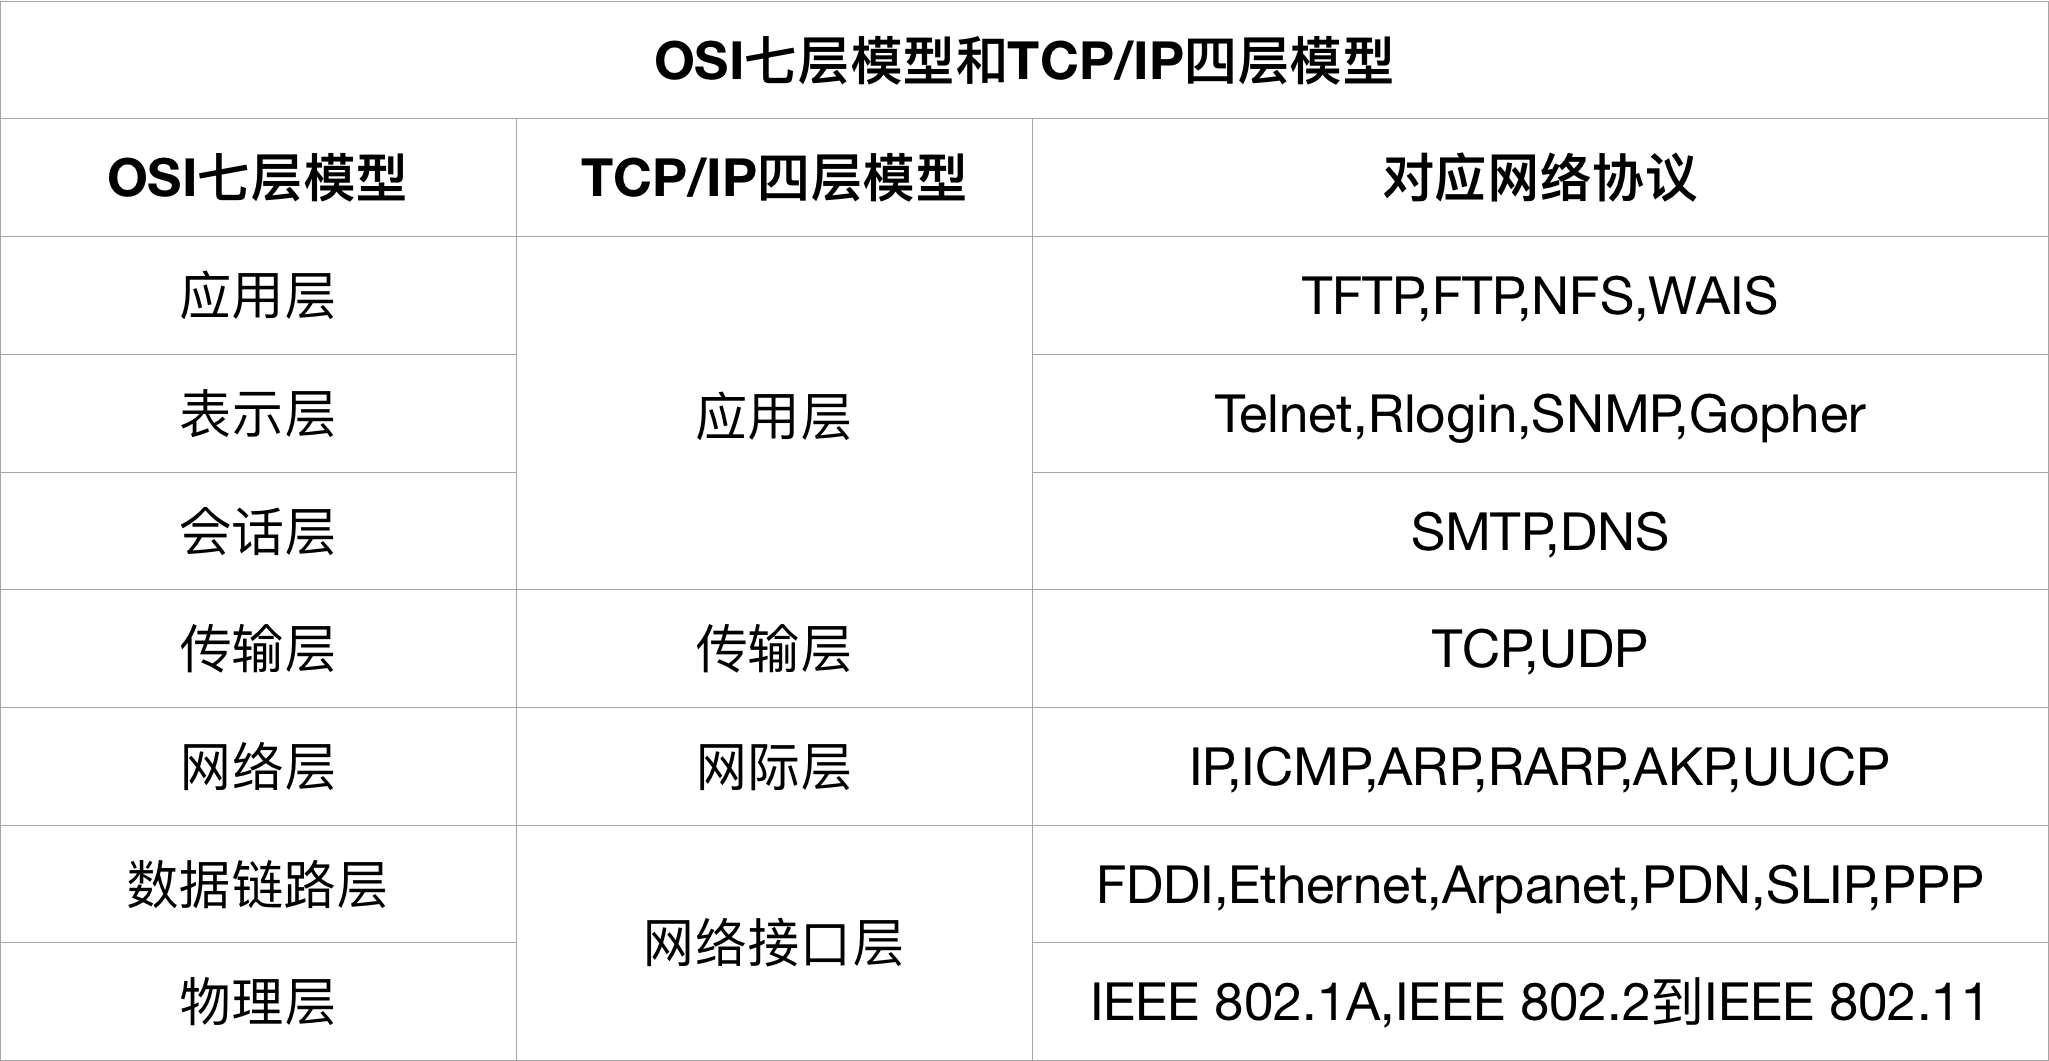 OSI七层模型和TCP/IP四层模型
OSI七层模型 TCP/IP四层模型 对应网络协议
应用层 TFTP,FTP,NFS,WAIS
表示层 应用层 Telnet,Rlogin,SNMP,Gopher
会话层 SMTP,DNS
传输层 传输层 TCP,UDP
网络层 网际层 IP,ICMP,ARP,RARP,AKP,UUCP
数据链路层 FDDI,Ethernet,Arpanet,PDN,SLIP,PPP
网络接口层
物理层 IEEE 802.1A,IEEE 802.2到IEEE 802.11